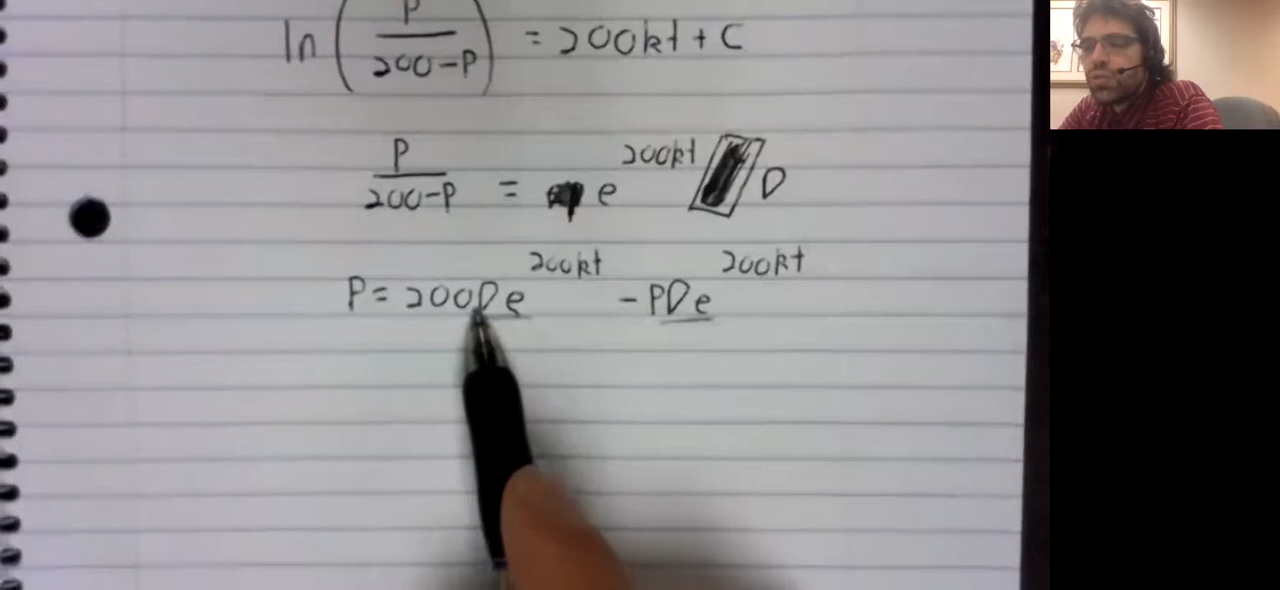 ln(P/(200-P)) = 200kt + C
P/(200-P) = e^200kt D
P = 200De^200kt - PDe^200kt